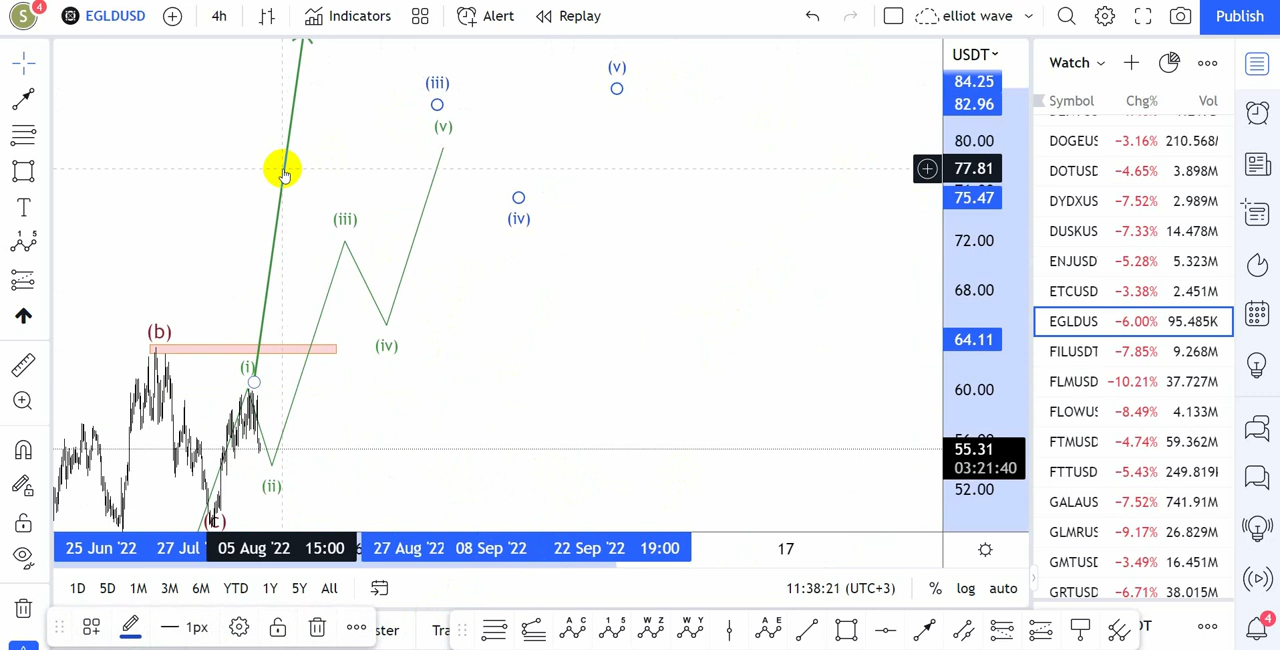 S 4 EGLDUSD 4h Indicators Alert Replay elliot wave Publish
USDT
Watch
Symbol Chg% Vol
84.25
82.96
80.00
77.81
75.47
72.00
68.00
64.11
60.00
55.31
03:21:40
52.00
DOGEUS −3.16% 210.568M
DOTUSD −4.65% 3.898M
DYDXUS −7.52% 2.989M
DUSKUS −7.33% 14.478M
ENJUSD −5.28% 5.323M
ETCUSD −3.38% 2.451M
EGLDUS −6.00% 95.485K
FILUSDT −7.85% 9.268M
FLMUSD −10.21% 37.727M
FLOWUS −8.49% 4.133M
FTMUSD −4.74% 59.362M
FTTUSD −5.43% 249.819
GALAUS −7.52% 741.91M
GLMRUS −9.17% 26.829M
GMTUSD −3.49% 16.451M
GRTUSD −6.71% 38.015M
(v)
(iii)
(v)
(iv)
(iii)
(iv)
(b)
(i)
(ii)
(c)
25 Jun '22 27 Jul 05 Aug '22 15:00 27 Aug '22 08 Sep '22 22 Sep '22 19:00 17
1D 5D 1M 3M 6M YTD 1Y 5Y All 11:38:21 (UTC+3) % log auto
1px
4